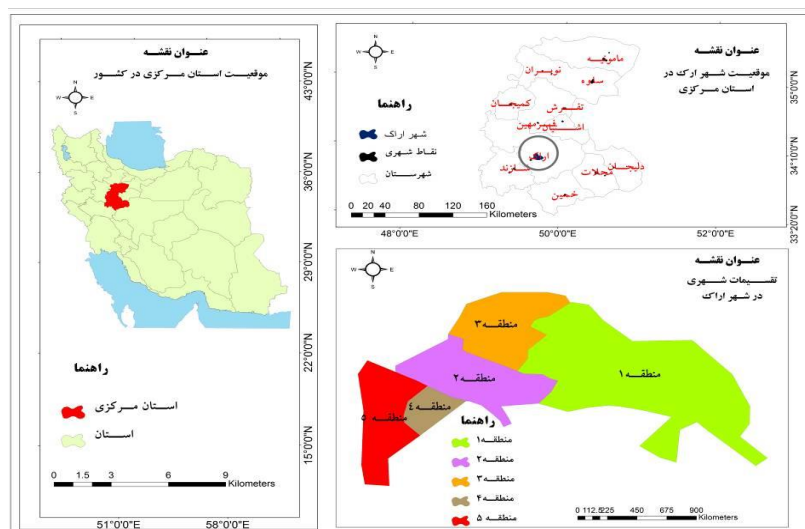 عنوان نقشه
موقعیت استان مرکزی در کشور
N
W
E
S
43°0'0"N
36°0'0"N
29°0'0"N
22°0'0"N
15°0'0"N
راهنما
استان مرکزی
استان
0 1.5 3 6 9
Kilometers
51°0'0"E
58°0'0"E
عنوان نقشه
موقعیت شهر ارک در
استان مرکزی
N
W
E
S
راهنما
شهر اراک
نقاط شهری
شهرستان
مامونیه
نوبران
ساوه
کمیجان
تفرش
آشتیان
اراک
شازند
دلیجان
محلات
خمین
0 20 40 80 120 160
Kilometers
35°0'0"N
34°10'0"N
33°20'0"N
48°0'0"E
50°0'0"E
52°0'0"E
عنوان نقشه
تقسیمات شهری
در شهر اراک
N
W
E
S
منطقه ۳
منطقه ۱
منطقه ۲
منطقه ۴
منطقه ۵
راهنما
منطقه ۱
منطقه ۲
منطقه ۳
منطقه ۴
منطقه ۵
0 112.5225 450 675 900
Kilometers